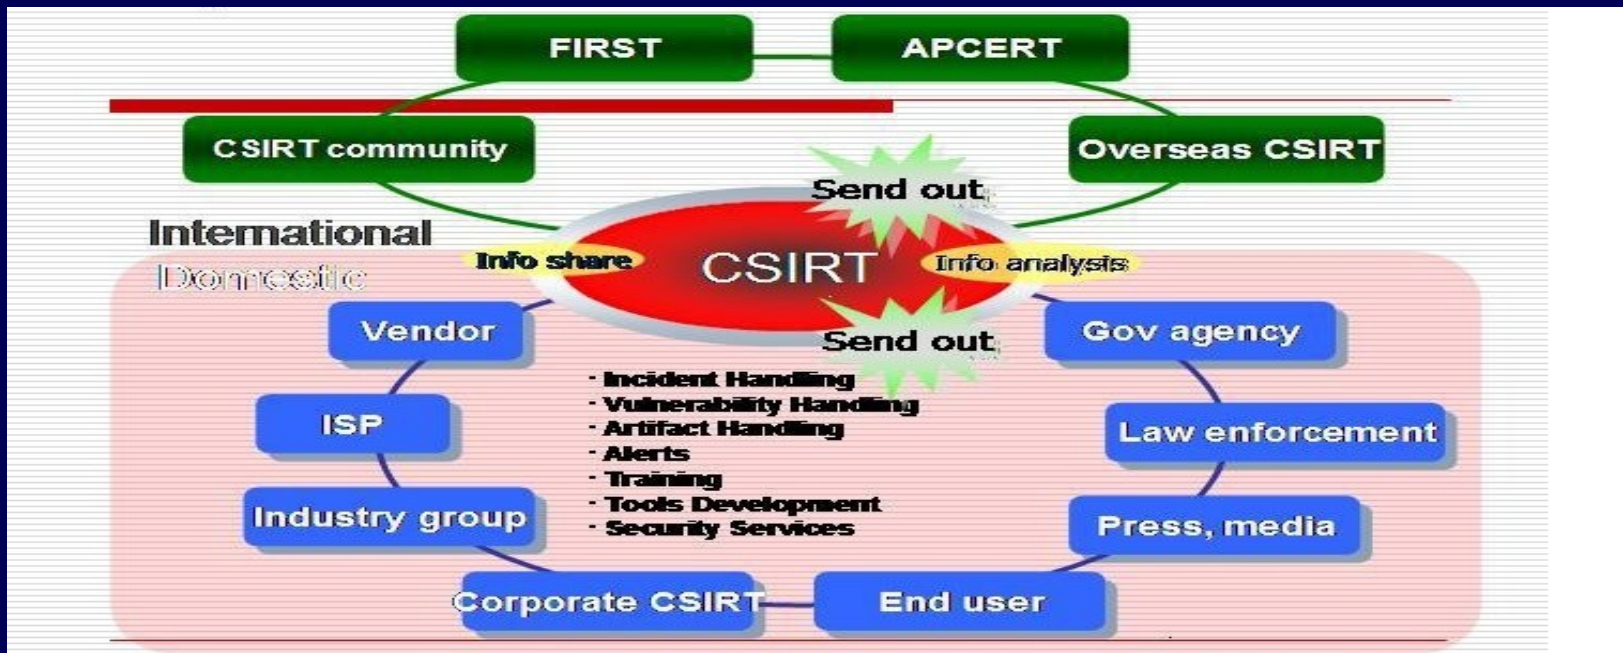 FIRST
APCERT
CSIRT community
Overseas CSIRT
Send out
International
Domestic
Info share
CSIRT
Info analysis
Send out
Vendor
Gov agency
ISP
Law enforcement
Industry group
Press, media
Corporate CSIRT
End user
· Incident Handling
· Vulnerability Handling
· Artifact Handling
· Alerts
· Training
· Tools Development
· Security Services